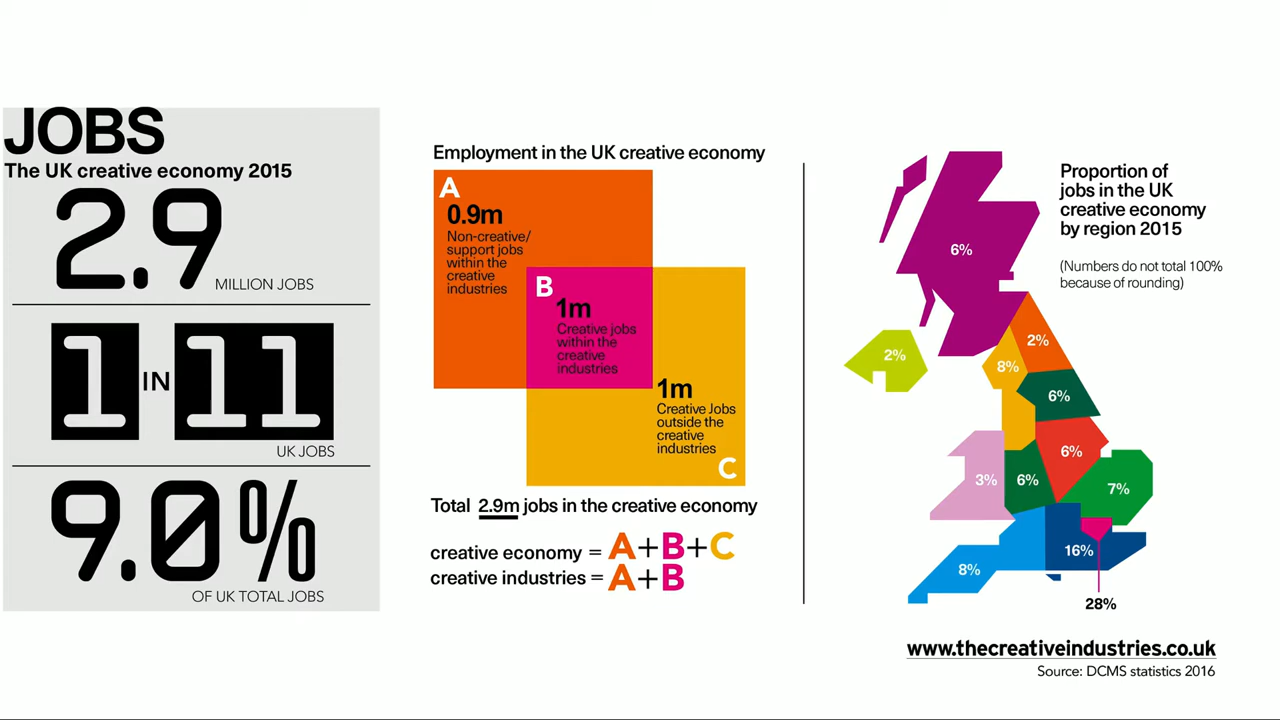 JOBS
The UK creative economy 2015
2.9
MILLION JOBS
1 IN 11
UK JOBS
9.0%
OF UK TOTAL JOBS
Employment in the UK creative economy
A
0.9m
Non-creative/
support jobs
within the
creative
industries
B
1m
Creative jobs
within the
creative
industries
1m
Creative Jobs
outside the
creative
industries
C
Total 2.9m jobs in the creative economy
creative economy = A+B+C
creative industries = A+B
Proportion of
jobs in the UK
creative economy
by region 2015
(Numbers do not total 100%
because of rounding)
6%
2%
2%
8%
6%
6%
3%
6%
7%
16%
8%
28%
www.thecreativeindustries.co.uk
Source: DCMS statistics 2016